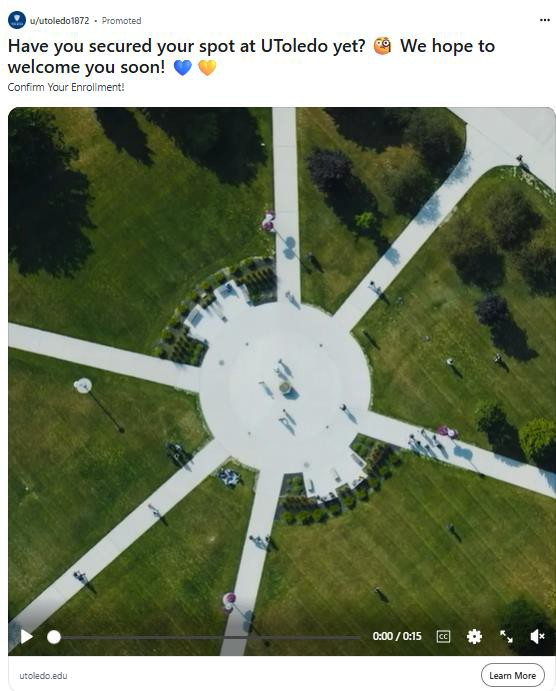 u/utoledo1872 • Promoted
Have you secured your spot at UToledo yet? 🧐 We hope to
welcome you soon! 💙 🧡
Confirm Your Enrollment!
0:00 / 0:15 CC
utoledo.edu
Learn More